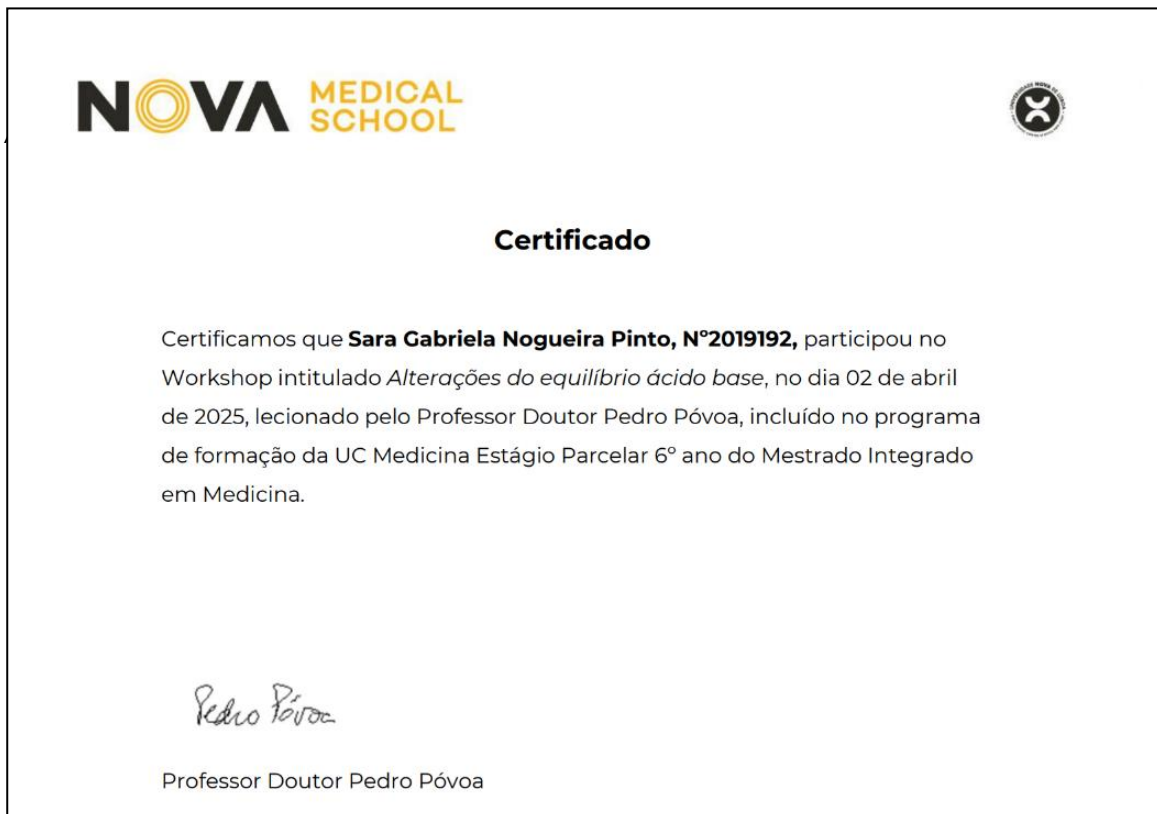 NOVA MEDICAL SCHOOL
Certificado
Certificamos que Sara Gabriela Nogueira Pinto, Nº2019192, participou no
Workshop intitulado Alterações do equilíbrio ácido base, no dia 02 de abril
de 2025, lecionado pelo Professor Doutor Pedro Póvoa, incluído no programa
de formação da UC Medicina Estágio Parcelar 6º ano do Mestrado Integrado
em Medicina.
Pedro Póvoa
Professor Doutor Pedro Póvoa